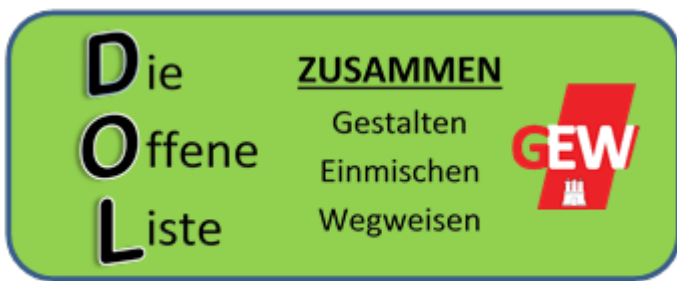 Die
Offene
Liste
ZUSAMMEN
Gestalten
Einmischen
Wegweisen
GEW